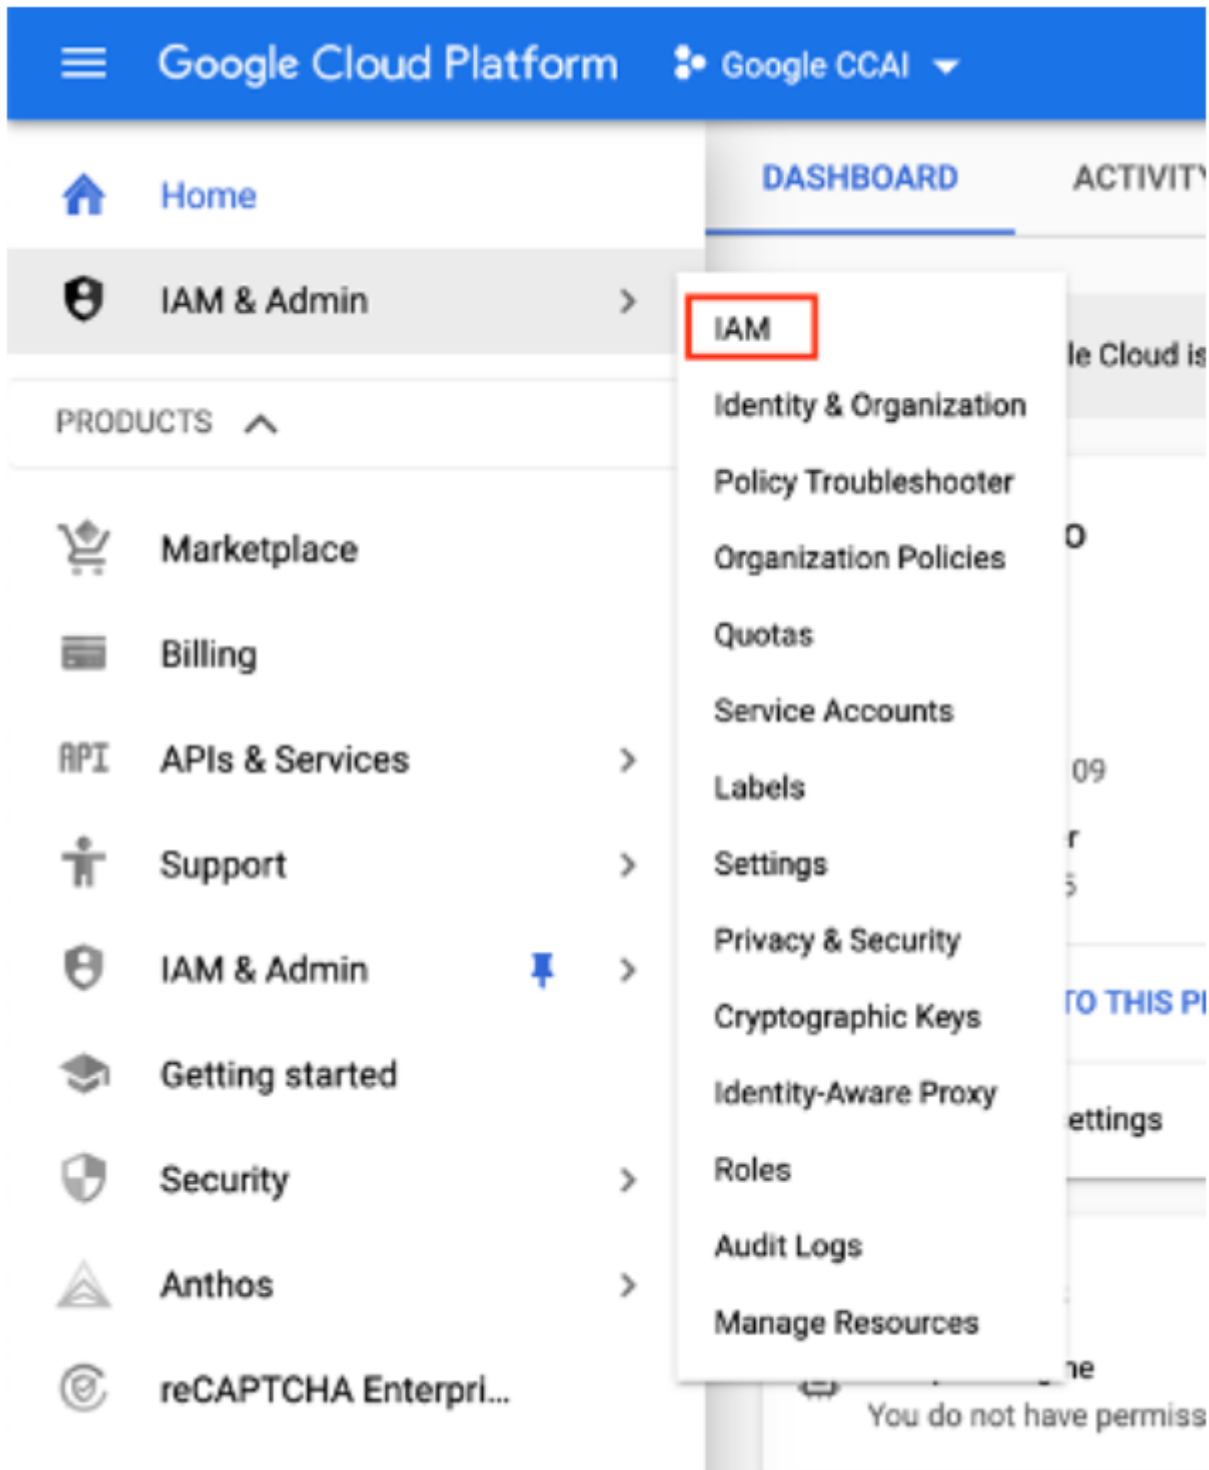 Google Cloud Platform
Google CCAI
Home
IAM & Admin
PRODUCTS
Marketplace
Billing
API
APIs & Services
Support
IAM & Admin
Getting started
Security
Anthos
reCAPTCHA Enterpri...
DASHBOARD
ACTIVITY
IAM
Identity & Organization
Policy Troubleshooter
Organization Policies
Quotas
Service Accounts
Labels
Settings
Privacy & Security
Cryptographic Keys
Identity-Aware Proxy
Roles
Audit Logs
Manage Resources
le Cloud is
o
09
r
TO THIS P
ettings
ne
You do not have permiss